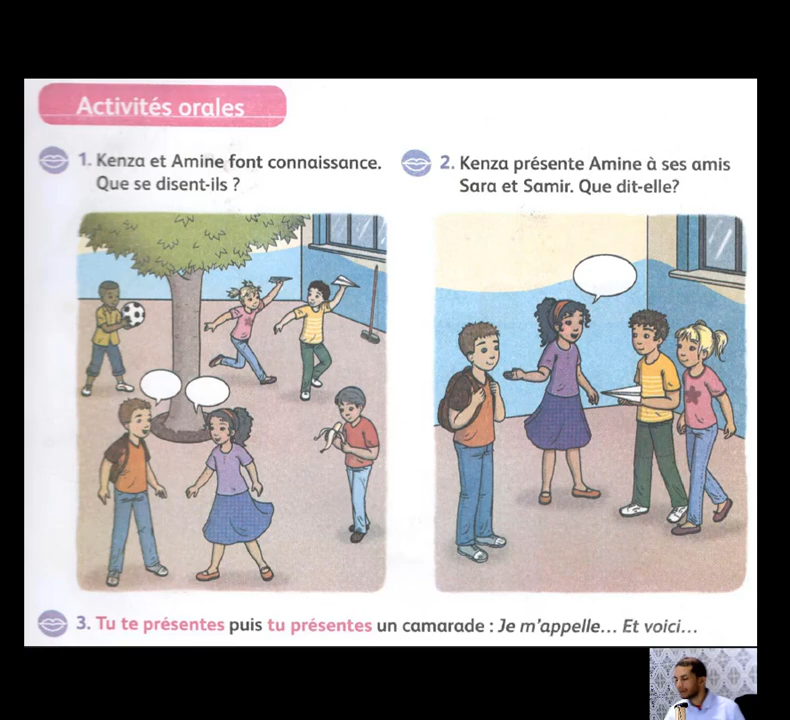 Activités orales
1. Kenza et Amine font connaissance.
Que se disent-ils ?
2. Kenza présente Amine à ses amis
Sara et Samir. Que dit-elle?
3. Tu te présentes puis tu présentes un camarade : Je m'appelle... Et voici...